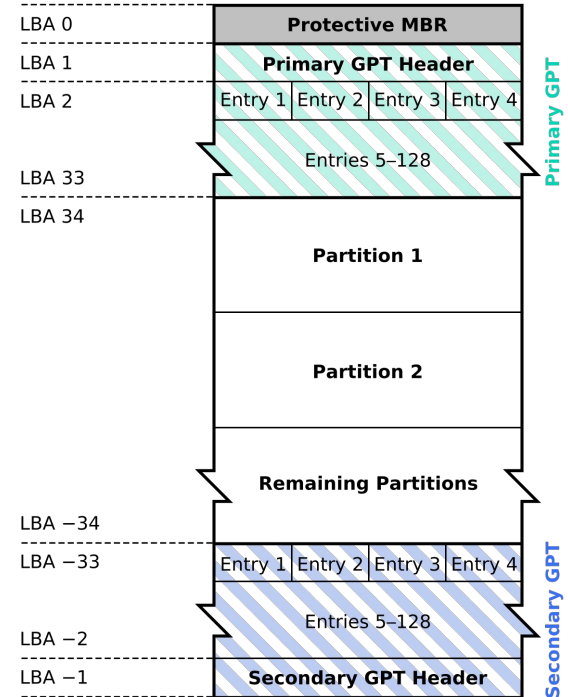 LBA 0
Protective MBR
LBA 1
Primary GPT Header
LBA 2
Entry 1
Entry 2
Entry 3
Entry 4
Entries 5–128
LBA 33
Primary GPT
LBA 34
Partition 1
Partition 2
Remaining Partitions
LBA −34
LBA −33
Entry 1
Entry 2
Entry 3
Entry 4
Entries 5–128
LBA −2
LBA −1
Secondary GPT Header
Secondary GPT